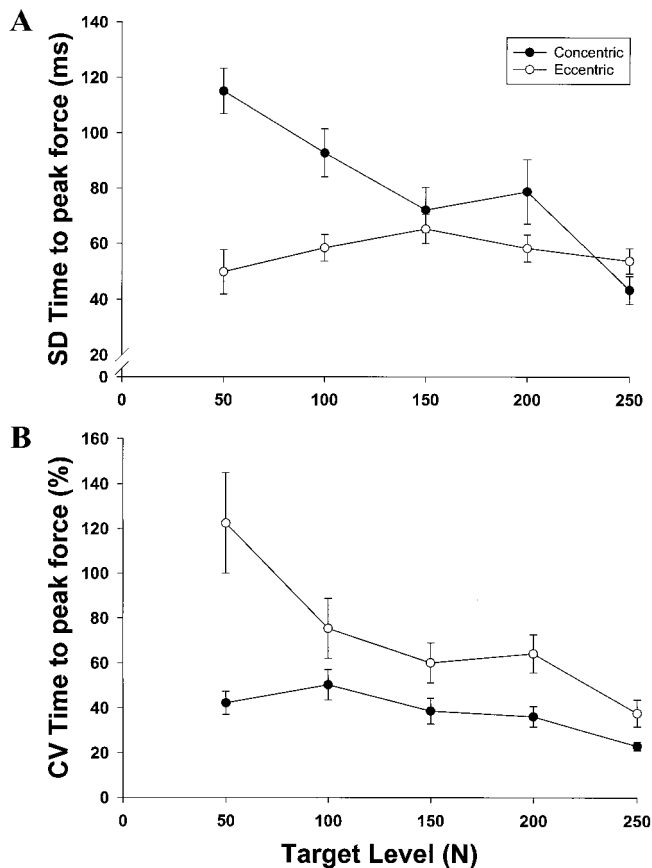 A
SD Time to peak force (ms)
140
120
100
80
60
40
20
0
Concentric
Eccentric
0 50 100 150 200 250
B
CV Time to peak force (%)
160
140
120
100
80
60
40
20
0
0 50 100 150 200 250
Target Level (N)